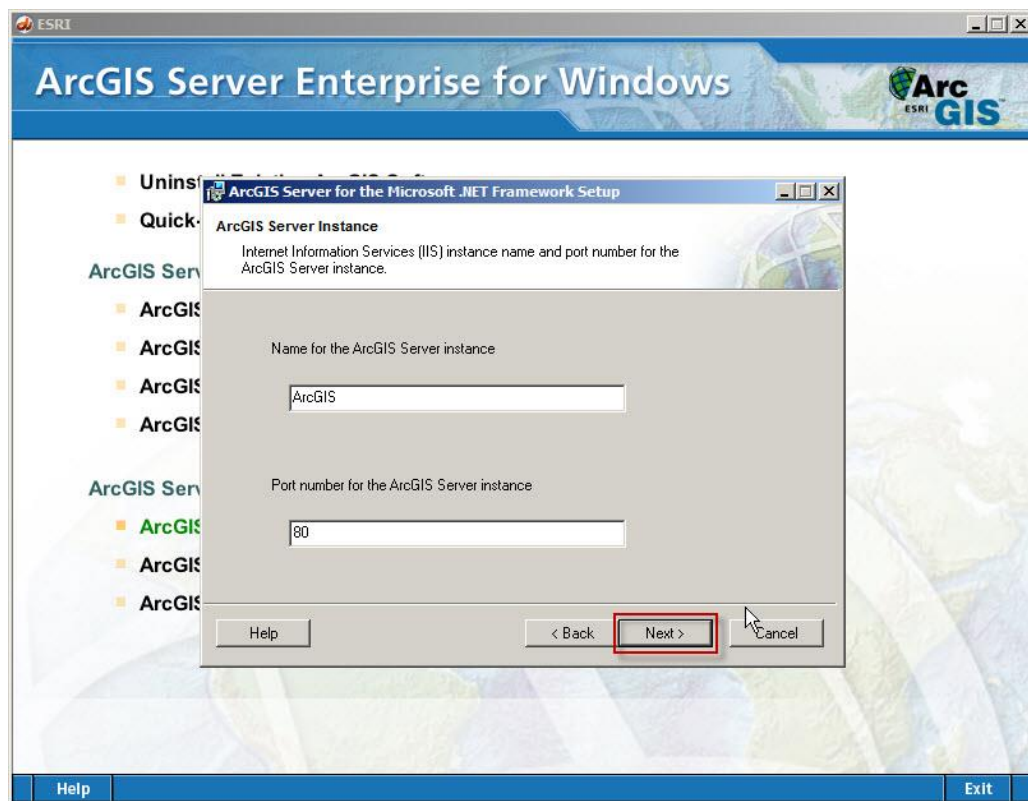 ESRI
ArcGIS Server Enterprise for Windows
Arc
ESRI GIS
Quick-
ArcGIS Server for the Microsoft .NET Framework Setup
ArcGIS Server Instance
Internet Information Services (IIS) instance name and port number for the
ArcGIS Server instance.
ArcGIS Serv
ArcGIS
ArcGIS
ArcGIS
ArcGIS
Name for the ArcGIS Server instance
ArcGIS
ArcGIS Serv
ArcGIS
ArcGIS
ArcGIS
Port number for the ArcGIS Server instance
80
Help
< Back
Next >
Cancel
Help
Exit